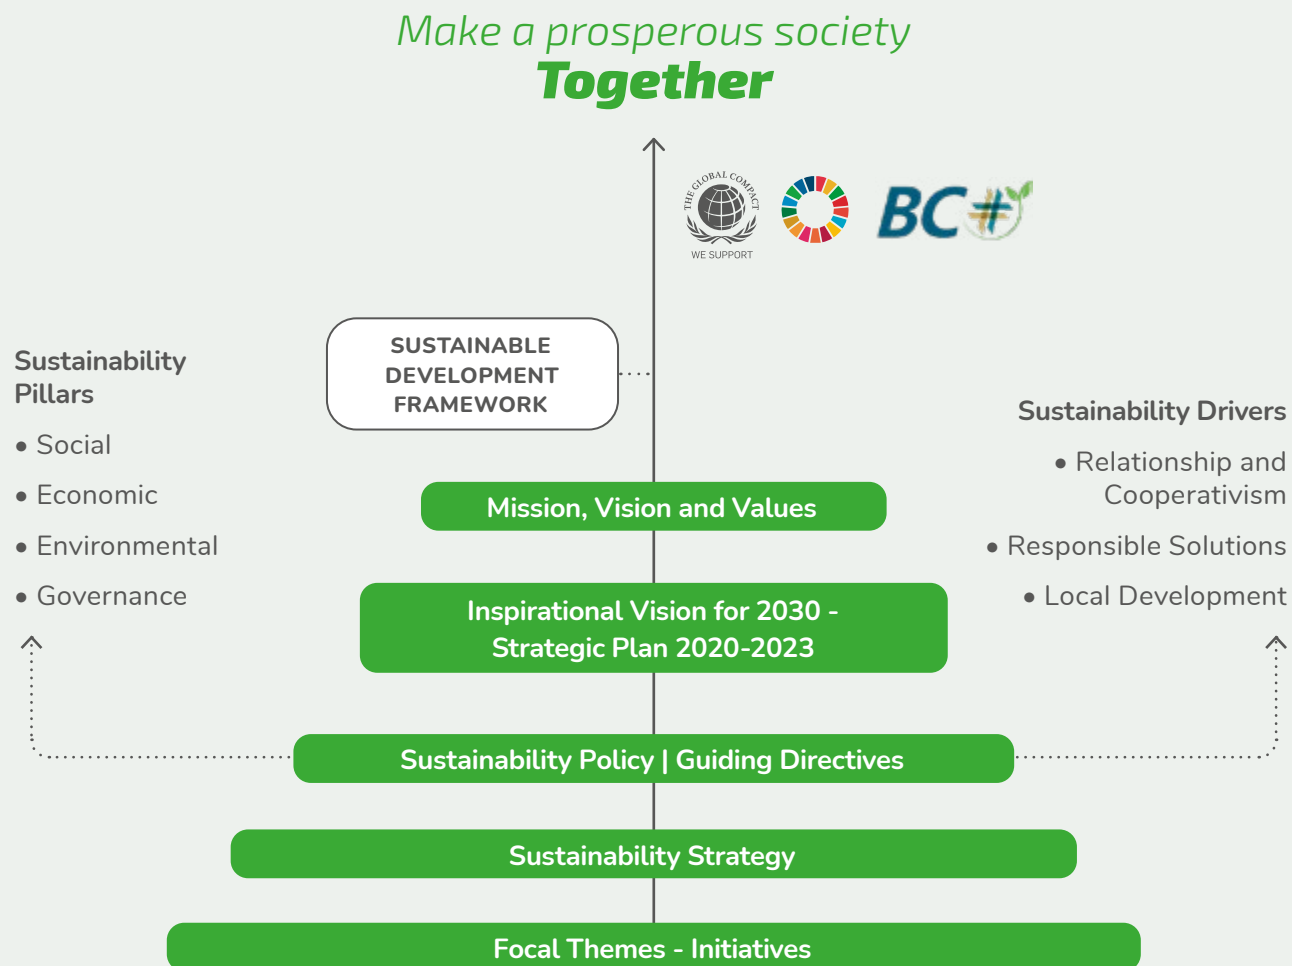 Make a prosperous society
Together
THE GLOBAL COMPACT
WE SUPPORT
BC#
SUSTAINABLE
DEVELOPMENT
FRAMEWORK
Sustainability
Pillars
• Social
• Economic
• Environmental
• Governance
Sustainability Drivers
• Relationship and
Cooperativism
• Responsible Solutions
• Local Development
Mission, Vision and Values
Inspirational Vision for 2030 -
Strategic Plan 2020-2023
Sustainability Policy | Guiding Directives
Sustainability Strategy
Focal Themes - Initiatives